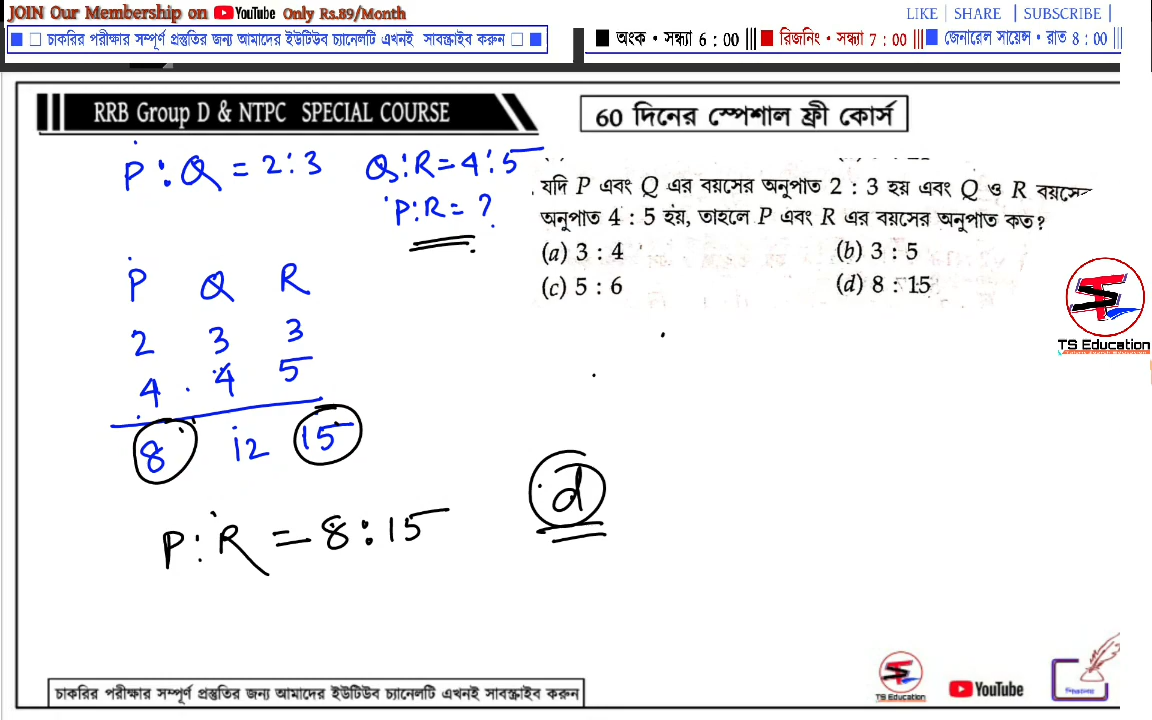 JOIN Our Membership on YouTube Only Rs.89/Month
LIKE | SHARE | SUBSCRIBE |
■ □ চাকরির পরীক্ষার সম্পূর্ণ প্রস্তুতির জন্য আমাদের ইউটিউব চ্যানেলটি এখনই সাবস্ক্রাইব করুন □ ■
■ অংক • সন্ধ্যা 6 : 00 ||| ■ রিজনিং • সন্ধ্যা 7 : 00 ||| ■ জেনারেল সায়েন্স • রাত 8 : 00 |||
RRB Group D & NTPC SPECIAL COURSE
60 দিনের স্পেশাল ফ্রী কোর্স
P : Q = 2 : 3 Q : R = 4 : 5
P : R = ?
যদি P এবং Q এর বয়সের অনুপাত 2 : 3 হয় এবং Q ও R বয়সে
অনুপাত 4 : 5 হয়, তাহলে P এবং R এর বয়সের অনুপাত কত?
(a) 3 : 4 (b) 3 : 5
(c) 5 : 6 (d) 8 : 15
P Q R
2 3 3
4 4 5
8 12 15
P : R = 8 : 15
d
TS Education
চাকরির পরীক্ষার সম্পূর্ণ প্রস্তুতির জন্য আমাদের ইউটিউব চ্যানেলটি এখনই সাবস্ক্রাইব করুন
TS Education
YouTube